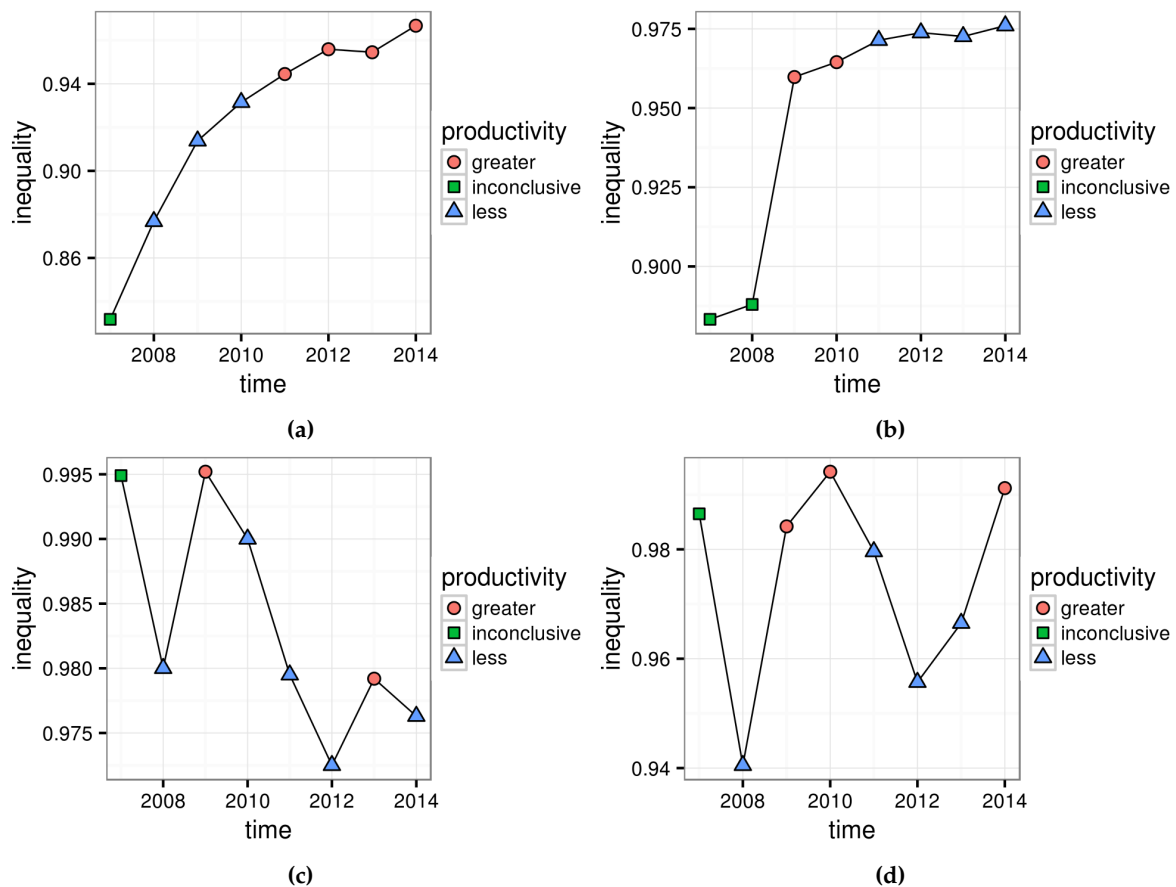 inequality
0.94
0.90
0.86
2008 2010 2012 2014
time
productivity
greater
inconclusive
less
(a)
inequality
0.975
0.950
0.925
0.900
2008 2010 2012 2014
time
productivity
greater
inconclusive
less
(b)
inequality
0.995
0.990
0.985
0.980
0.975
2008 2010 2012 2014
time
productivity
greater
inconclusive
less
(c)
inequality
0.98
0.96
0.94
2008 2010 2012 2014
time
productivity
greater
inconclusive
less
(d)